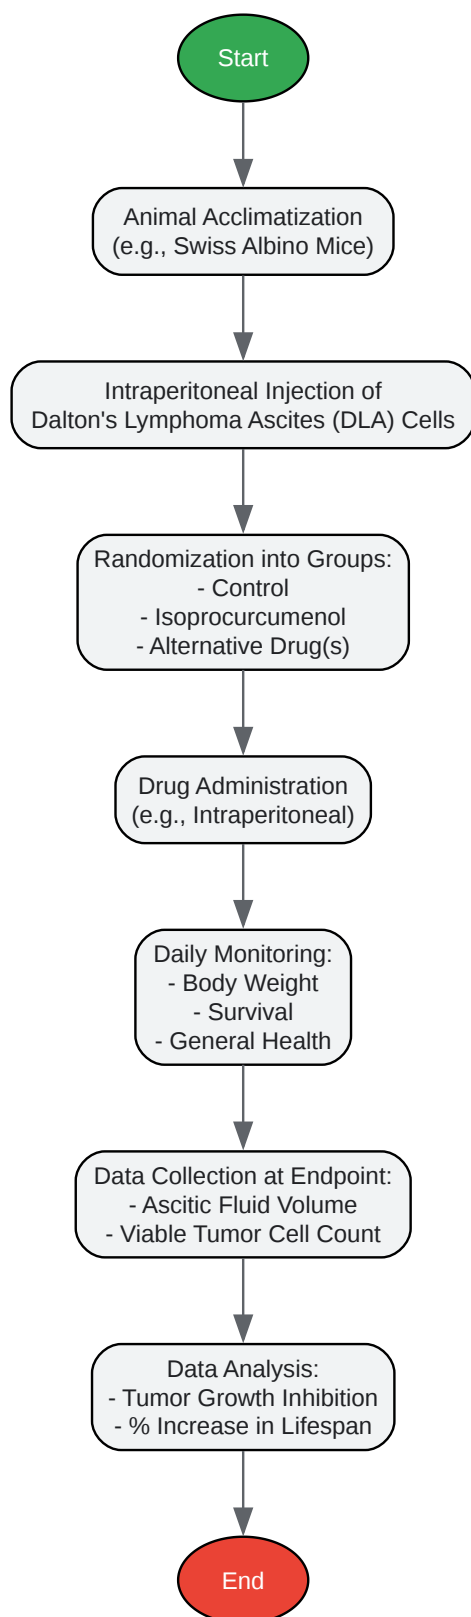 Start
Animal Acclimatization
(e.g., Swiss Albino Mice)
Intraperitoneal Injection of
Dalton's Lymphoma Ascites (DLA) Cells
Randomization into Groups:
- Control
- Isoprocurcumenol
- Alternative Drug(s)
Drug Administration
(e.g., Intraperitoneal)
Daily Monitoring:
- Body Weight
- Survival
- General Health
Data Collection at Endpoint:
- Ascitic Fluid Volume
- Viable Tumor Cell Count
Data Analysis:
- Tumor Growth Inhibition
- % Increase in Lifespan
End